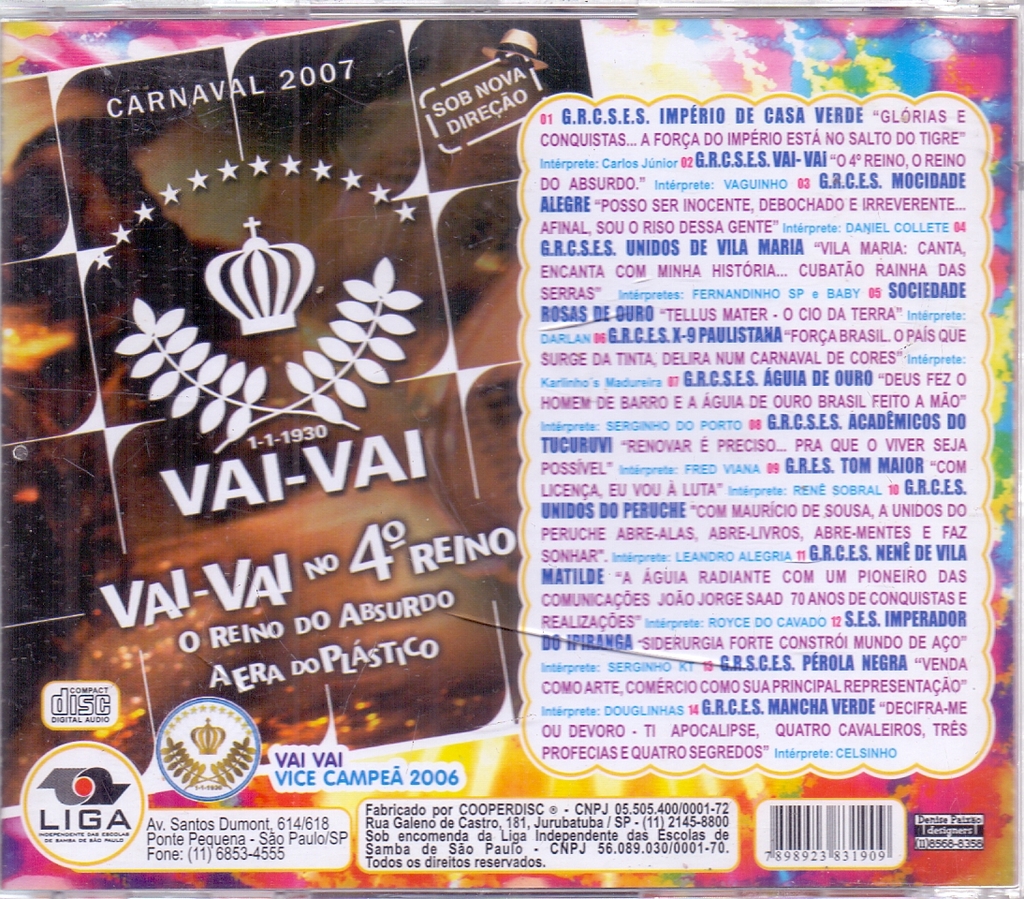 CARNAVAL 2007
SOB NOVA
DIREÇÃO
1-1-1930
VAI-VAI
VAI-VAI NO 4º REINO
O REINO DO ABSURDO
A ERA DO PLÁSTICO
01 G.R.C.S.E.S. IMPÉRIO DE CASA VERDE “GLÓRIAS E
CONQUISTAS... A FORÇA DO IMPÉRIO ESTÁ NO SALTO DO TIGRE”
Intérprete: Carlos Júnior 02 G.R.C.S.E.S. VAI- VAI “O 4º REINO, O REINO
DO ABSURDO.” Intérprete: VAGUINHO 03 G.R.C.E.S. MOCIDADE
ALEGRE “POSSO SER INOCENTE, DEBOCHADO E IRREVERENTE...
AFINAL, SOU O RISO DESSA GENTE” Intérprete: DANIEL COLLETE 04
G.R.C.S.E.S. UNIDOS DE VILA MARIA “VILA MARIA: CANTA,
ENCANTA COM MINHA HISTÓRIA... CUBATÃO RAINHA DAS
SERRAS” Intérpretes: FERNANDINHO SP e BABY 05 SOCIEDADE
ROSAS DE OURO “TELLUS MATER - O CIO DA TERRA” Intérprete:
DARLAN 06 G.R.C.E.S. X-9 PAULISTANA “FORÇA BRASIL. O PAÍS QUE
SURGE DA TINTA, DELIRA NUM CARNAVAL DE CORES” Intérprete:
Karlinho´s Madureira 07 G.R.C.S.E.S. ÁGUIA DE OURO “DEUS FEZ O
HOMEM DE BARRO E A ÁGUIA DE OURO BRASIL FEITO A MÃO”
Intérprete: SERGINHO DO PORTO 08 G.R.C.S.E.S. ACADÊMICOS DO
TUCURUVI “RENOVAR É PRECISO... PRA QUE O VIVER SEJA
POSSÍVEL” Intérprete: FRED VIANA 09 G.R.E.S. TOM MAIOR “COM
LICENÇA, EU VOU À LUTA” Intérprete: RENÊ SOBRAL 10 G.R.C.E.S.
UNIDOS DO PERUCHE “COM MAURÍCIO DE SOUSA, A UNIDOS DO
PERUCHE ABRE-ALAS, ABRE-LIVROS, ABRE-MENTES E FAZ
SONHAR”. Intérprete: LEANDRO ALEGRIA 11 G.R.C.E.S. NENÊ DE VILA
MATILDE “A ÁGUIA RADIANTE COM UM PIONEIRO DAS
COMUNICAÇÕES JOÃO JORGE SAAD 70 ANOS DE CONQUISTAS E
REALIZAÇÕES” Intérprete: ROYCE DO CAVADO 12 S.E.S. IMPERADOR
DO IPIRANGA “SIDERURGIA FORTE CONSTRÓI MUNDO DE AÇO”
Intérprete: SERGINHO KT 13 G.R.S.C.E.S. PÉROLA NEGRA “VENDA
COMO ARTE, COMÉRCIO COMO SUA PRINCIPAL REPRESENTAÇÃO”
Intérprete: DOUGLINHAS 14 G.R.C.E.S. MANCHA VERDE “DECIFRA-ME
OU DEVORO - TI APOCALIPSE, QUATRO CAVALEIROS, TRÊS
PROFECIAS E QUATRO SEGREDOS” Intérprete: CELSINHO
COMPACT
disc
DIGITAL AUDIO
1-1-1930
VAI VAI
VICE CAMPEÃ 2006
LIGA
INDEPENDENTE DAS ESCOLAS
DE SAMBA DE SÃO PAULO
Av. Santos Dumont, 614/618
Ponte Pequena - São Paulo/SP
Fone: (11) 6853-4555
Fabricado por COOPERDISC ® - CNPJ 05.505.400/0001-72
Rua Galeno de Castro, 181, Jurubatuba / SP - (11) 2145-8800
Sob encomenda da Liga Independente das Escolas de
Samba de São Paulo - CNPJ 56.089.030/0001-70.
Todos os direitos reservados.
7 898923 831909
Denise Paixão
designers
(11)8568-8358